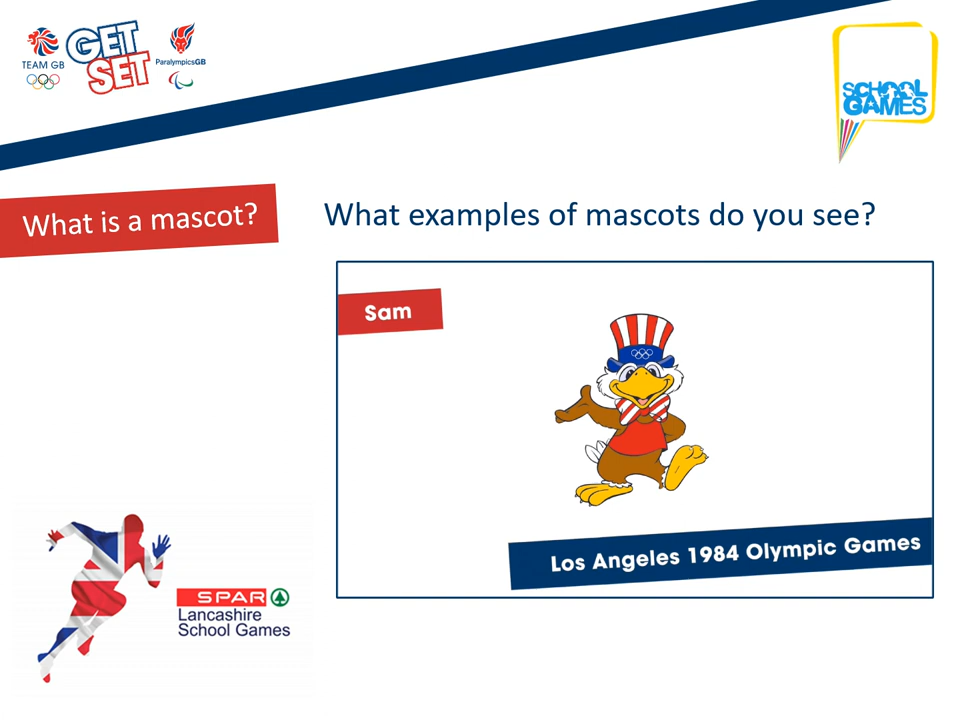 TEAM GB
GET
SET
ParalympicsGB
SCHOOL
GAMES
What is a mascot?
What examples of mascots do you see?
Sam
Los Angeles 1984 Olympic Games
SPAR
Lancashire
School Games